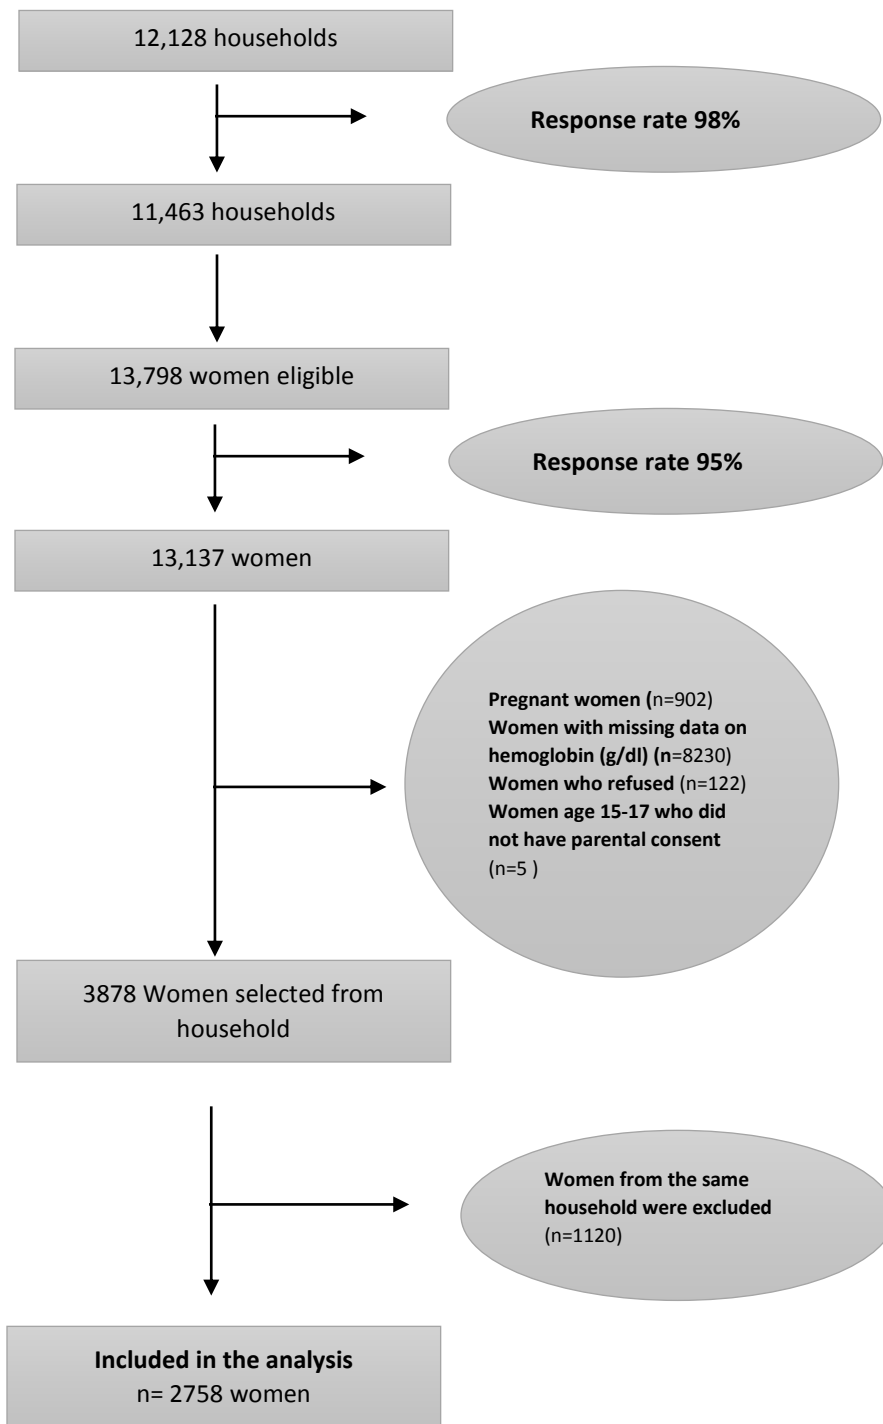 12,128 households
Response rate 98%
11,463 households
13,798 women eligible
Response rate 95%
13,137 women
Pregnant women (n=902)
Women with missing data on
hemoglobin (g/dl) (n=8230)
Women who refused (n=122)
Women age 15-17 who did
not have parental consent
(n=5 )
3878 Women selected from
household
Women from the same
household were excluded
(n=1120)
Included in the analysis
n= 2758 women